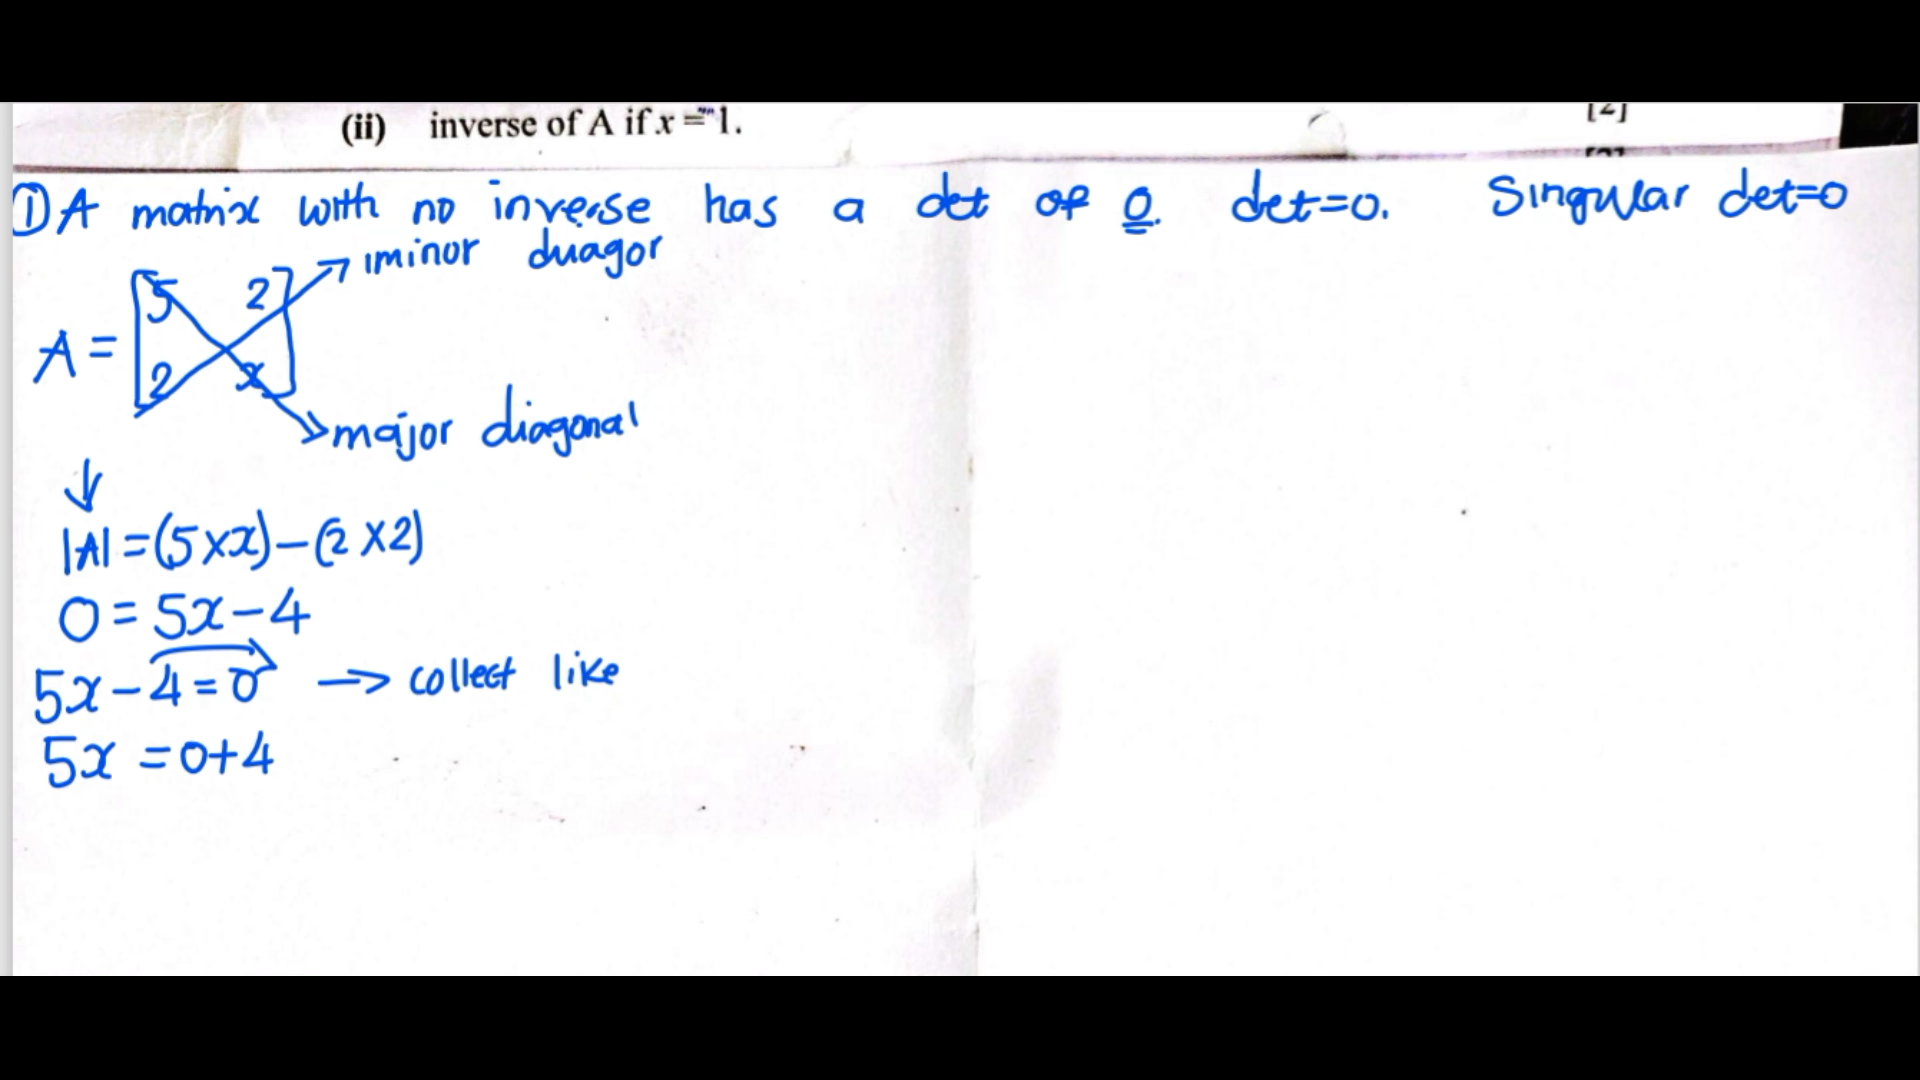 [2]
(ii) inverse of A if x = 1.
① A matrix with no inverse has a det of 0. det=0. Singular det=0
minor duagor
A = [5 2
2 x]
major diagonal
|A| = (5 × x) − (2 × 2)
0 = 5x − 4
5x − 4 = 0 → collect like
5x = 0+4